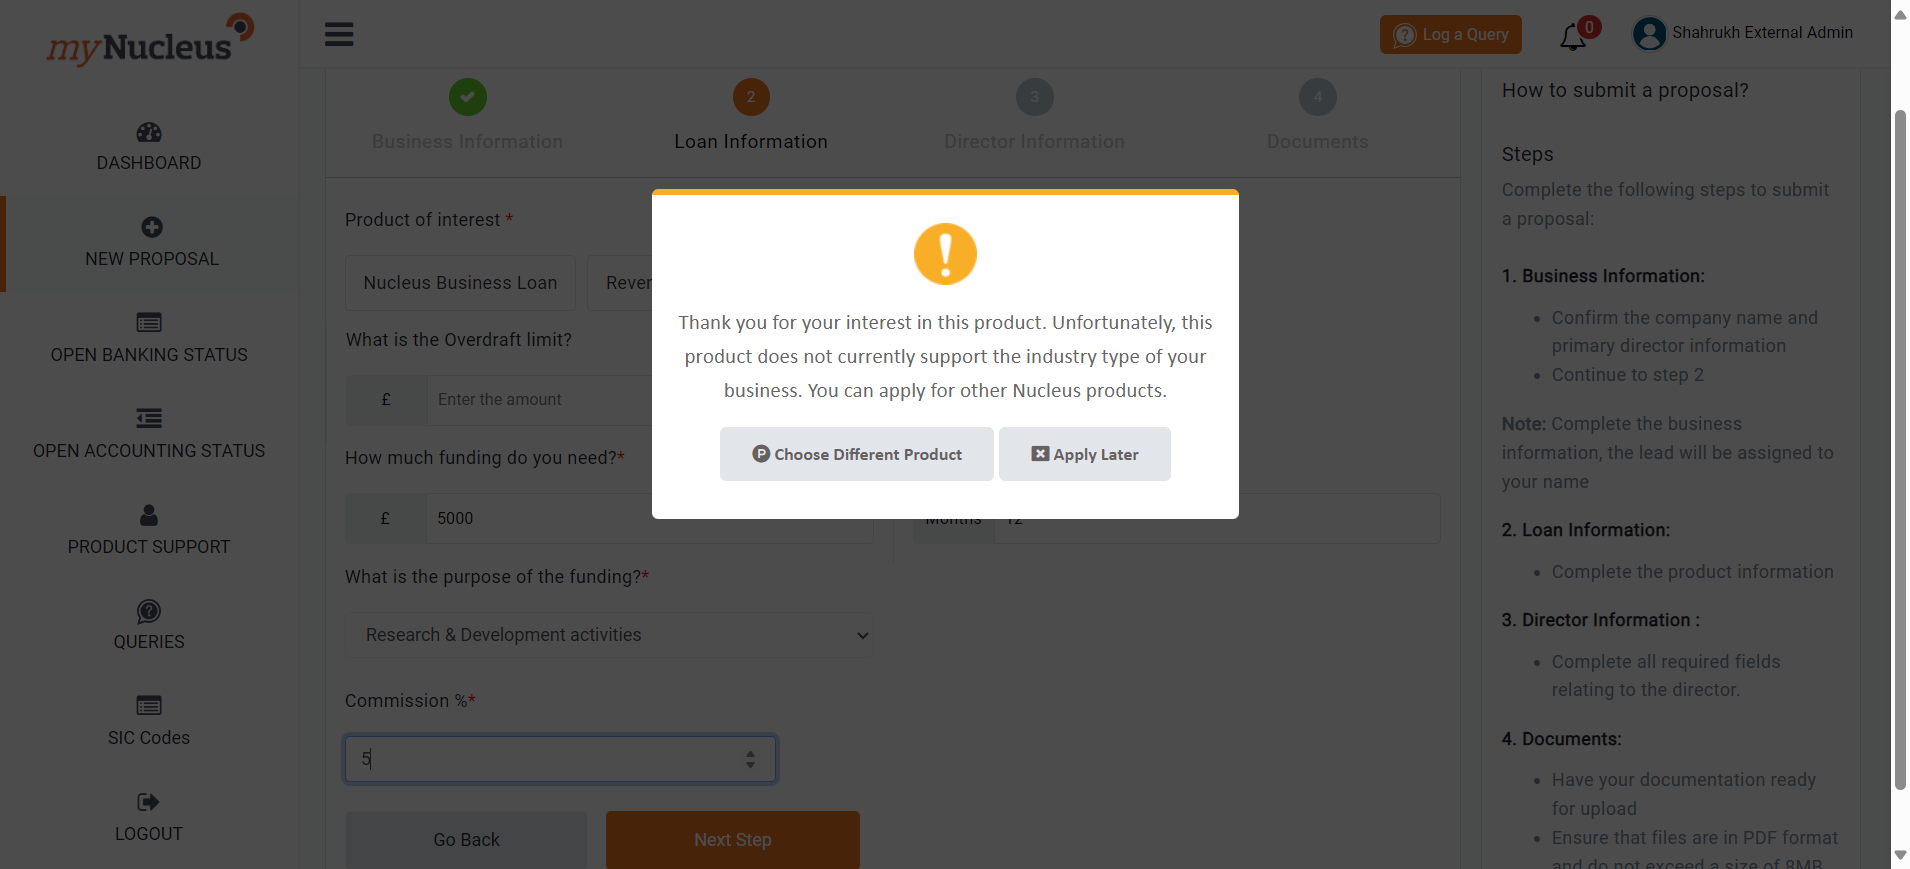 myNucleus
Log a Query
0
Shahrukh External Admin
DASHBOARD
NEW PROPOSAL
OPEN BANKING STATUS
OPEN ACCOUNTING STATUS
PRODUCT SUPPORT
QUERIES
SIC Codes
LOGOUT
2
3
4
Business Information
Loan Information
Director Information
Documents
Product of interest *
Nucleus Business Loan
What is the Overdraft limit?
£
Enter the amount
How much funding do you need?*
£
5000
Months
12
What is the purpose of the funding?*
Research & Development activities
Commission %*
5
Go Back
Next Step
Thank you for your interest in this product. Unfortunately, this
product does not currently support the industry type of your
business. You can apply for other Nucleus products.
Choose Different Product
Apply Later
How to submit a proposal?
Steps
Complete the following steps to submit
a proposal:
1. Business Information:
Confirm the company name and
primary director information
Continue to step 2
Note: Complete the business
information, the lead will be assigned to
your name
2. Loan Information:
Complete the product information
3. Director Information :
Complete all required fields
relating to the director.
4. Documents:
Have your documentation ready
for upload
Ensure that files are in PDF format
and do not exceed a size of 8MB